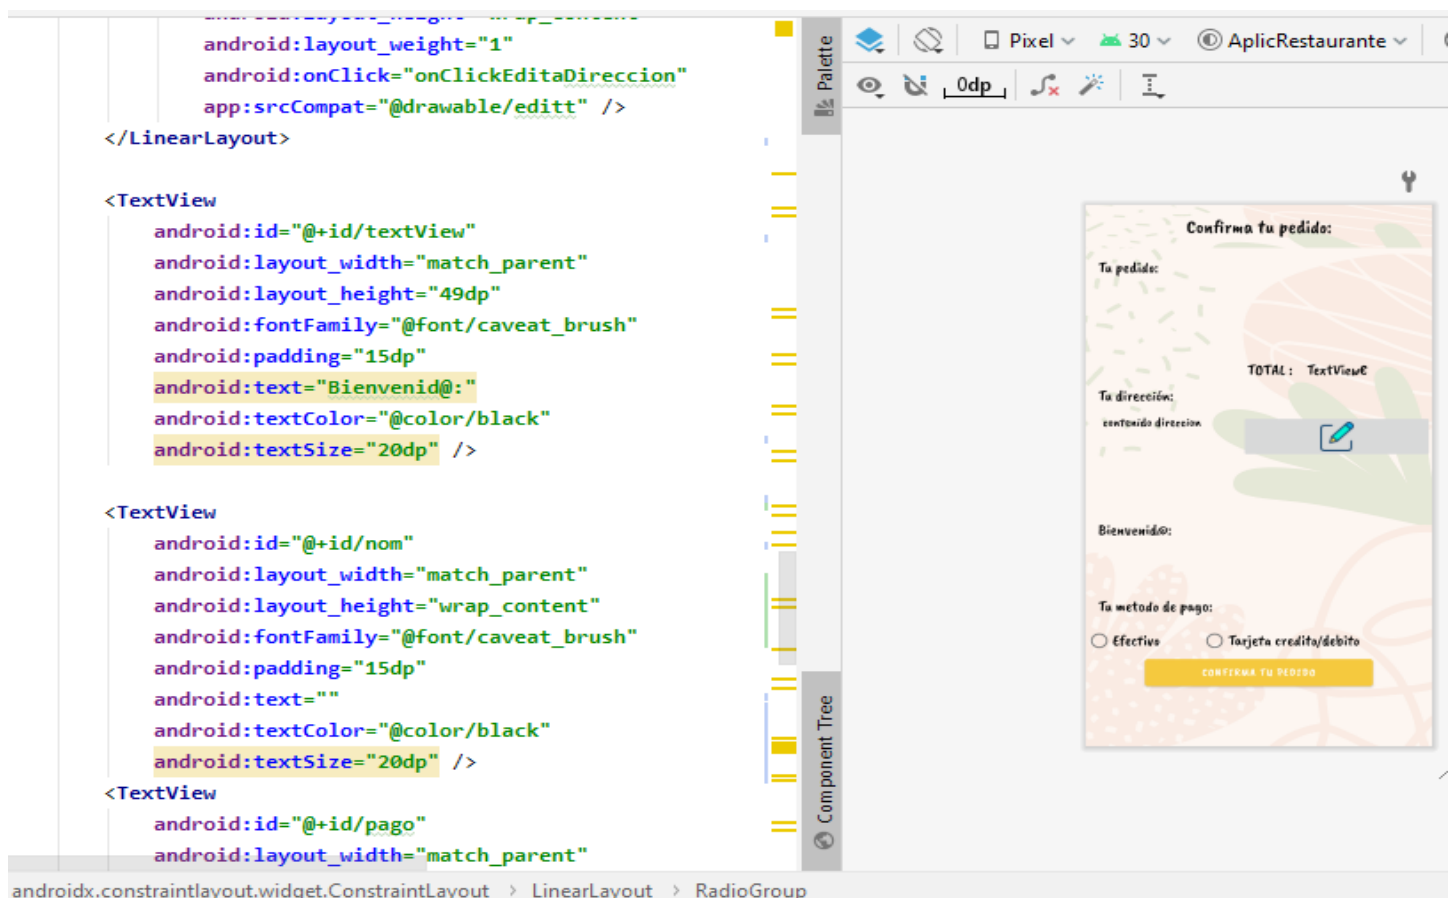 android:layout_height="wrap_content"
android:layout_weight="1"
android:onClick="onClickEditaDireccion"
app:srcCompat="@drawable/editt" />
</LinearLayout>
<TextView
android:id="@+id/textView"
android:layout_width="match_parent"
android:layout_height="49dp"
android:fontFamily="@font/caveat_brush"
android:padding="15dp"
android:text="Bienvenid@:"
android:textColor="@color/black"
android:textSize="20dp" />
<TextView
android:id="@+id/nom"
android:layout_width="match_parent"
android:layout_height="wrap_content"
android:fontFamily="@font/caveat_brush"
android:padding="15dp"
android:text=""
android:textColor="@color/black"
android:textSize="20dp" />
<TextView
android:id="@+id/pago"
android:layout_width="match_parent"
androidx.constraintlayout.widget.ConstraintLayout > LinearLayout > RadioGroup
Palette
Component Tree
Pixel 30 AplicRestaurante
0dp
Confirma tu pedido:
Tu pedido:
TOTAL: TextView€
Tu dirección:
contenido direccion
Bienvenid@:
Tu metodo de pago:
Efectivo Tarjeta credito/debito
CONFIRMA TU PEDIDO